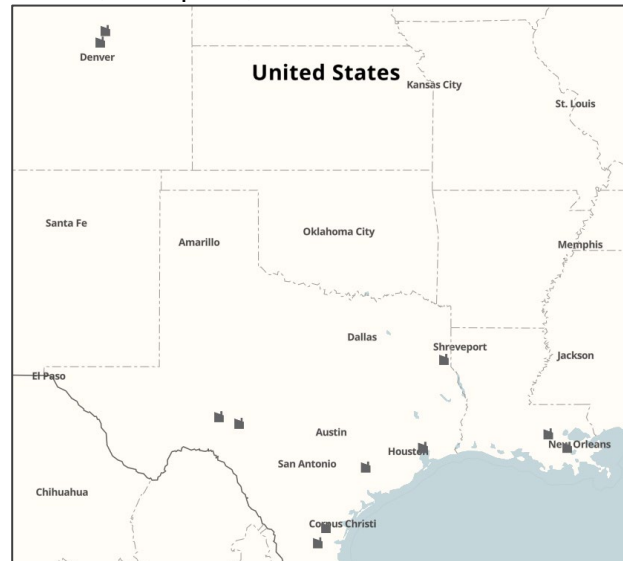 Denver
United States
Kansas City
St. Louis
Santa Fe
Amarillo
Oklahoma City
Memphis
Dallas
Shreveport
Jackson
El Paso
Austin
New Orleans
Houston
San Antonio
Chihuahua
Corpus Christi